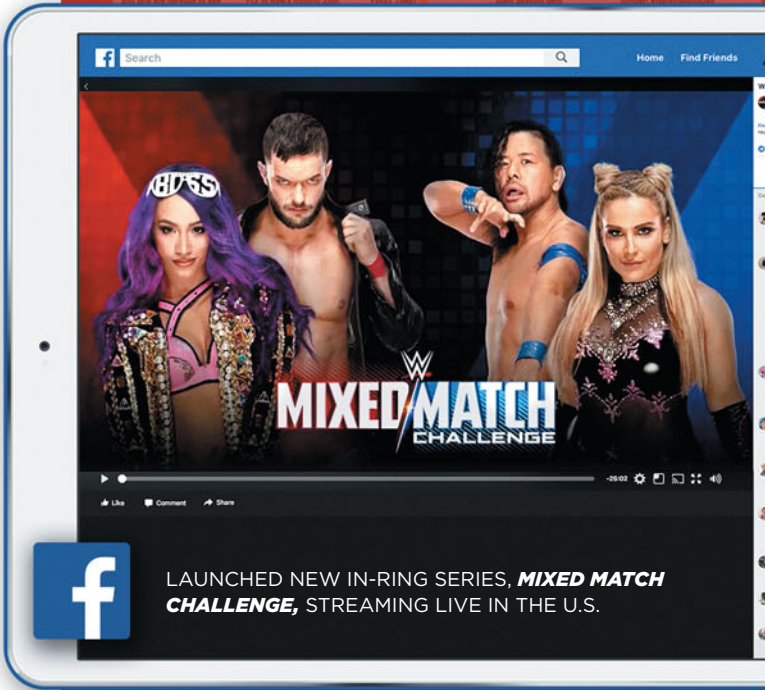 f
Search
Home Find Friends
BOSS
W
MIXED MATCH
CHALLENGE
-25:02
Like Comment Share
f
LAUNCHED NEW IN-RING SERIES, MIXED MATCH
CHALLENGE, STREAMING LIVE IN THE U.S.